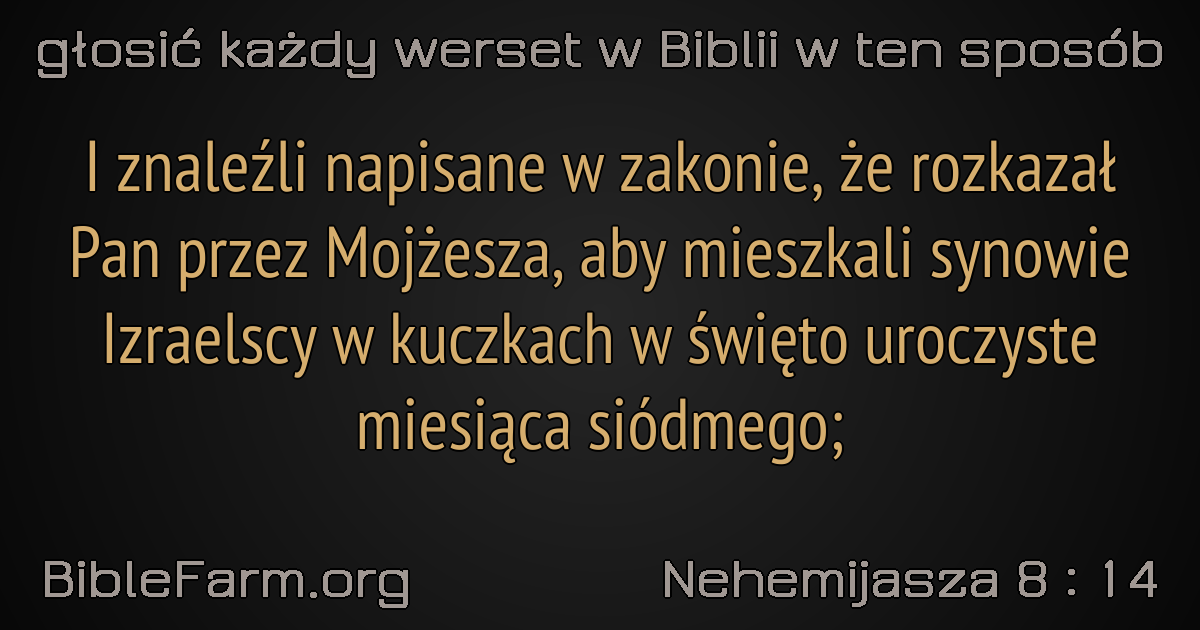 głosić każdy werset w Biblii w ten sposób
I znaleźli napisane w zakonie, że rozkazał
Pan przez Mojżesza, aby mieszkali synowie
Izraelscy w kuczkach w święto uroczyste
miesiąca siódmego;
BibleFarm.org
Nehemijasza 8 : 14